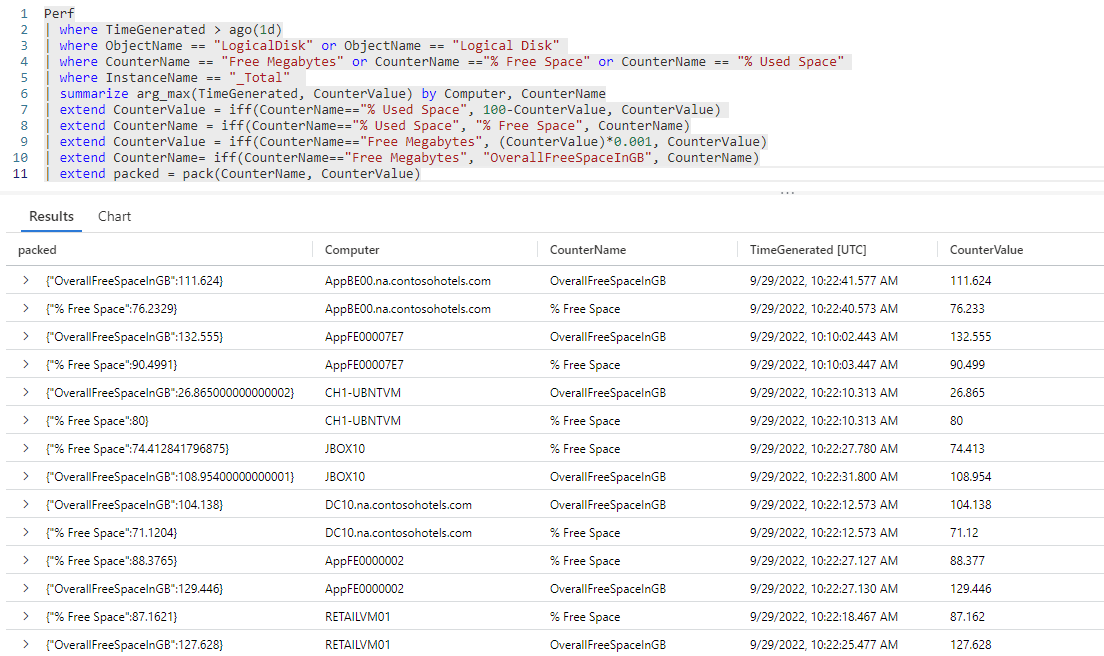 1 Perf
2 | where TimeGenerated > ago(1d)
3 | where ObjectName == "LogicalDisk" or ObjectName == "Logical Disk"
4 | where CounterName == "Free Megabytes" or CounterName =="% Free Space" or CounterName == "% Used Space"
5 | where InstanceName == "_Total"
6 | summarize arg_max(TimeGenerated, CounterValue) by Computer, CounterName
7 | extend CounterValue = iff(CounterName=="% Used Space", 100-CounterValue, CounterValue)
8 | extend CounterName = iff(CounterName=="% Used Space", "% Free Space", CounterName)
9 | extend CounterValue = iff(CounterName=="Free Megabytes", (CounterValue)*0.001, CounterValue)
10 | extend CounterName= iff(CounterName=="Free Megabytes", "OverallFreeSpaceInGB", CounterName)
11 | extend packed = pack(CounterName, CounterValue)
...
Results Chart
packed Computer CounterName TimeGenerated [UTC] CounterValue
> {"OverallFreeSpaceInGB":111.624} AppBE00.na.contosohotels.com OverallFreeSpaceInGB 9/29/2022, 10:22:41.577 AM 111.624
> {"% Free Space":76.2329} AppBE00.na.contosohotels.com % Free Space 9/29/2022, 10:22:40.573 AM 76.233
> {"OverallFreeSpaceInGB":132.555} AppFE00007E7 OverallFreeSpaceInGB 9/29/2022, 10:10:02.443 AM 132.555
> {"% Free Space":90.4991} AppFE00007E7 % Free Space 9/29/2022, 10:10:03.447 AM 90.499
> {"OverallFreeSpaceInGB":26.865000000000002} CH1-UBNTVM OverallFreeSpaceInGB 9/29/2022, 10:22:10.313 AM 26.865
> {"% Free Space":80} CH1-UBNTVM % Free Space 9/29/2022, 10:22:10.313 AM 80
> {"% Free Space":74.412841796875} JBOX10 % Free Space 9/29/2022, 10:22:27.780 AM 74.413
> {"OverallFreeSpaceInGB":108.95400000000001} JBOX10 OverallFreeSpaceInGB 9/29/2022, 10:22:31.800 AM 108.954
> {"OverallFreeSpaceInGB":104.138} DC10.na.contosohotels.com OverallFreeSpaceInGB 9/29/2022, 10:22:12.573 AM 104.138
> {"% Free Space":71.1204} DC10.na.contosohotels.com % Free Space 9/29/2022, 10:22:12.573 AM 71.12
> {"% Free Space":88.3765} AppFE0000002 % Free Space 9/29/2022, 10:22:27.127 AM 88.377
> {"OverallFreeSpaceInGB":129.446} AppFE0000002 OverallFreeSpaceInGB 9/29/2022, 10:22:27.130 AM 129.446
> {"% Free Space":87.1621} RETAILVM01 % Free Space 9/29/2022, 10:22:18.467 AM 87.162
> {"OverallFreeSpaceInGB":127.628} RETAILVM01 OverallFreeSpaceInGB 9/29/2022, 10:22:25.477 AM 127.628